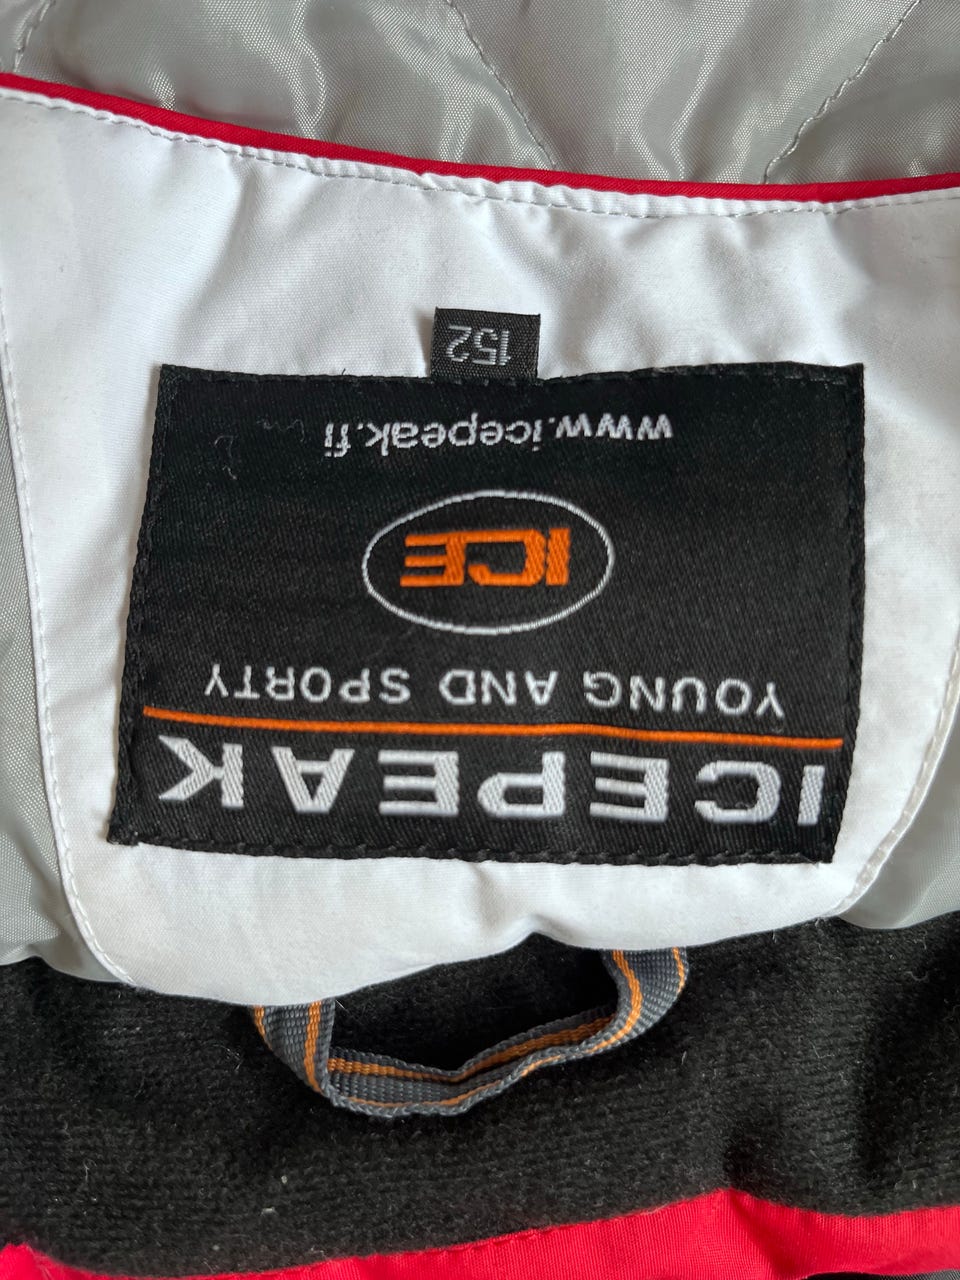 ICEPEAK
YOUNG AND SPORTY
ICE
www.icepeak.fi
152